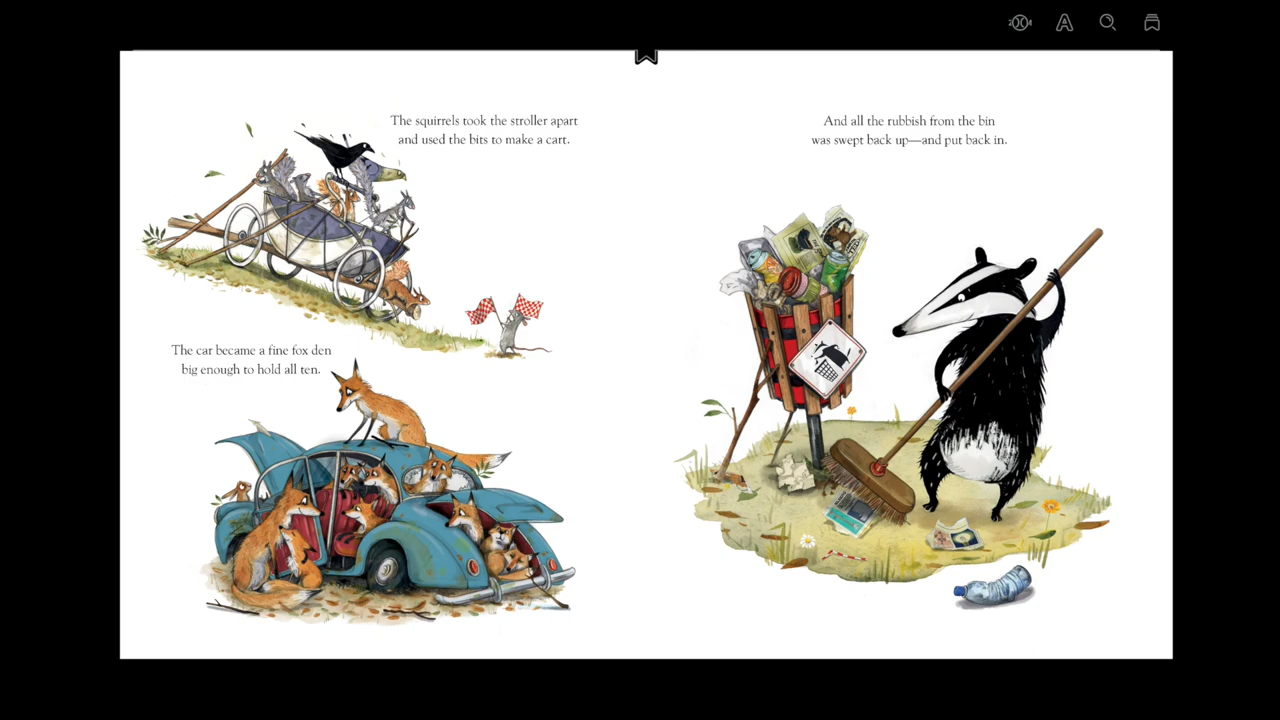 The squirrels took the stroller apart
and used the bits to make a cart.
The car became a fine fox den
big enough to hold all ten.
And all the rubbish from the bin
was swept back up—and put back in.